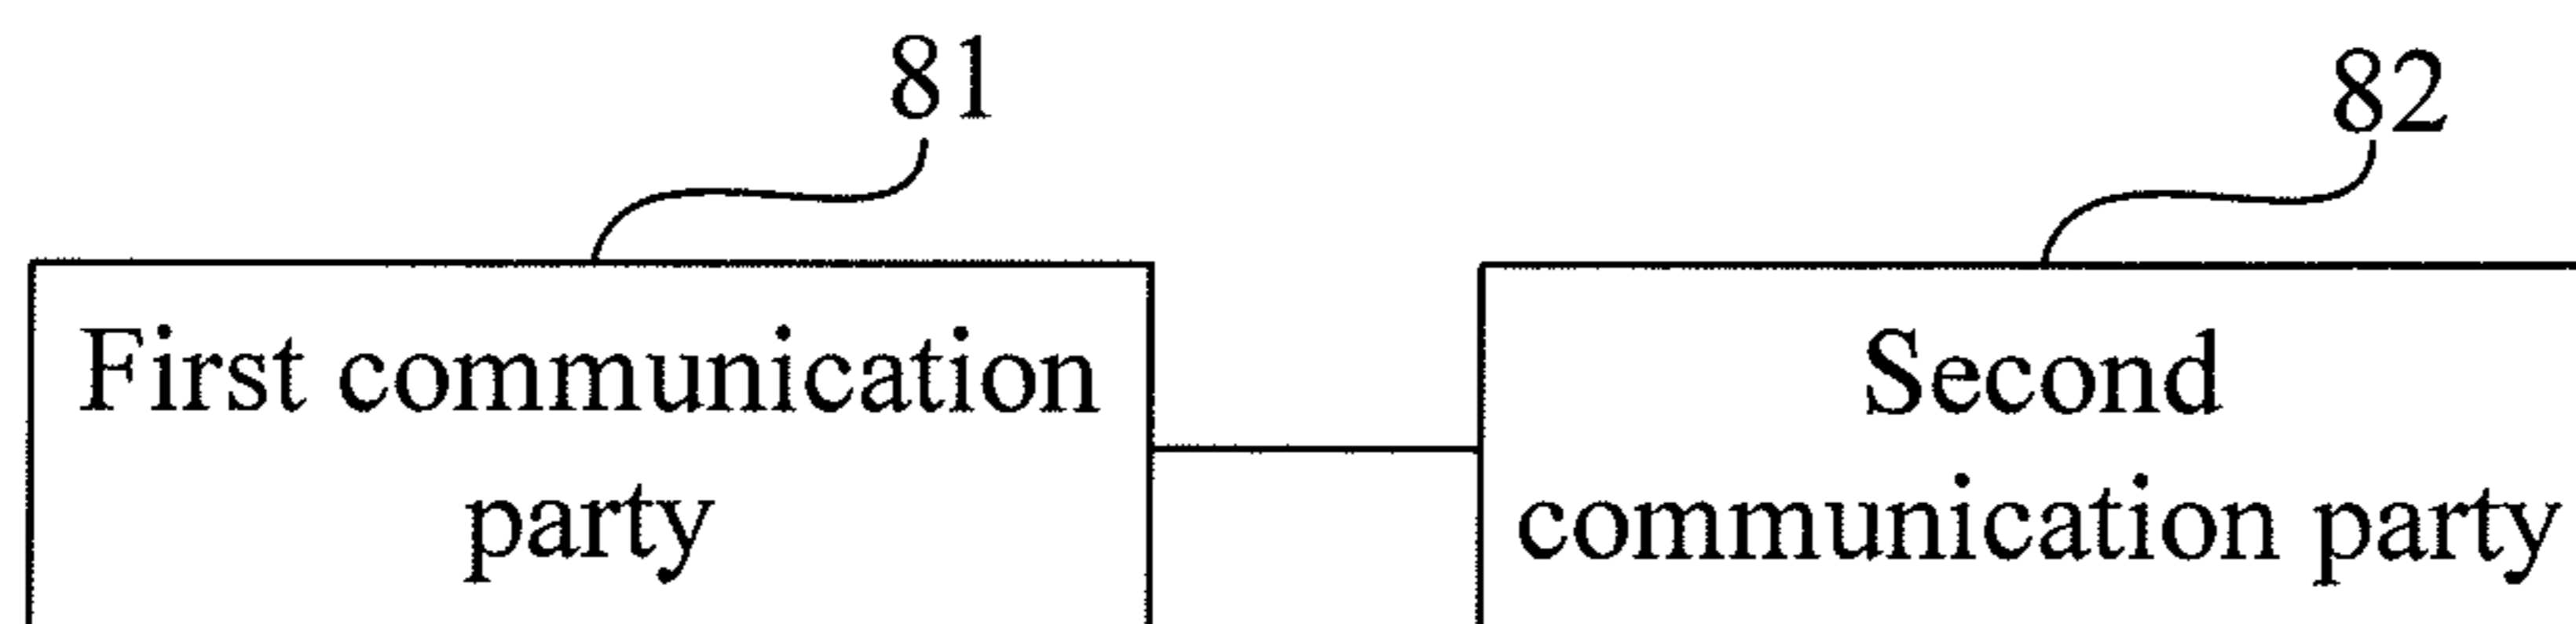 81
82
First communication
party
Second
communication party